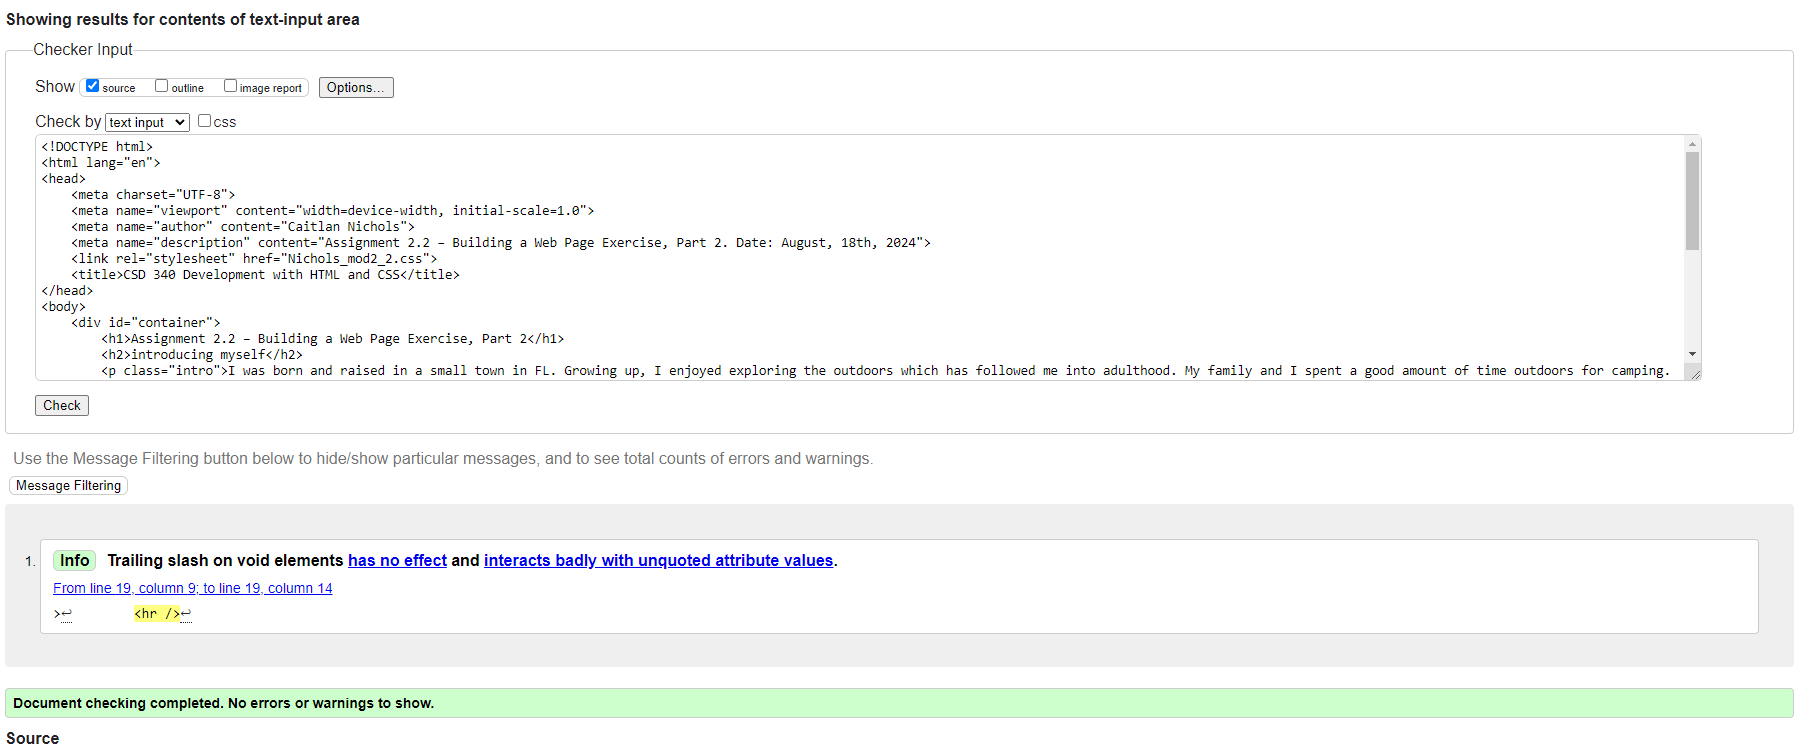 Showing results for contents of text-input area
Checker Input
Show source outline image report Options...
Check by text input css
<!DOCTYPE html>
<html lang="en">
<head>
    <meta charset="UTF-8">
    <meta name="viewport" content="width=device-width, initial-scale=1.0">
    <meta name="author" content="Caitlan Nichols">
    <meta name="description" content="Assignment 2.2 – Building a Web Page Exercise, Part 2. Date: August, 18th, 2024">
    <link rel="stylesheet" href="Nichols_mod2_2.css">
    <title>CSD 340 Development with HTML and CSS</title>
</head>
<body>
    <div id="container">
        <h1>Assignment 2.2 – Building a Web Page Exercise, Part 2</h1>
        <h2>introducing myself</h2>
        <p class="intro">I was born and raised in a small town in FL. Growing up, I enjoyed exploring the outdoors which has followed me into adulthood. My family and I spent a good amount of time outdoors for camping.
Check
Use the Message Filtering button below to hide/show particular messages, and to see total counts of errors and warnings.
Message Filtering
1. Info Trailing slash on void elements has no effect and interacts badly with unquoted attribute values.
From line 19, column 9; to line 19, column 14
>↩        <hr />↩
Document checking completed. No errors or warnings to show.
Source